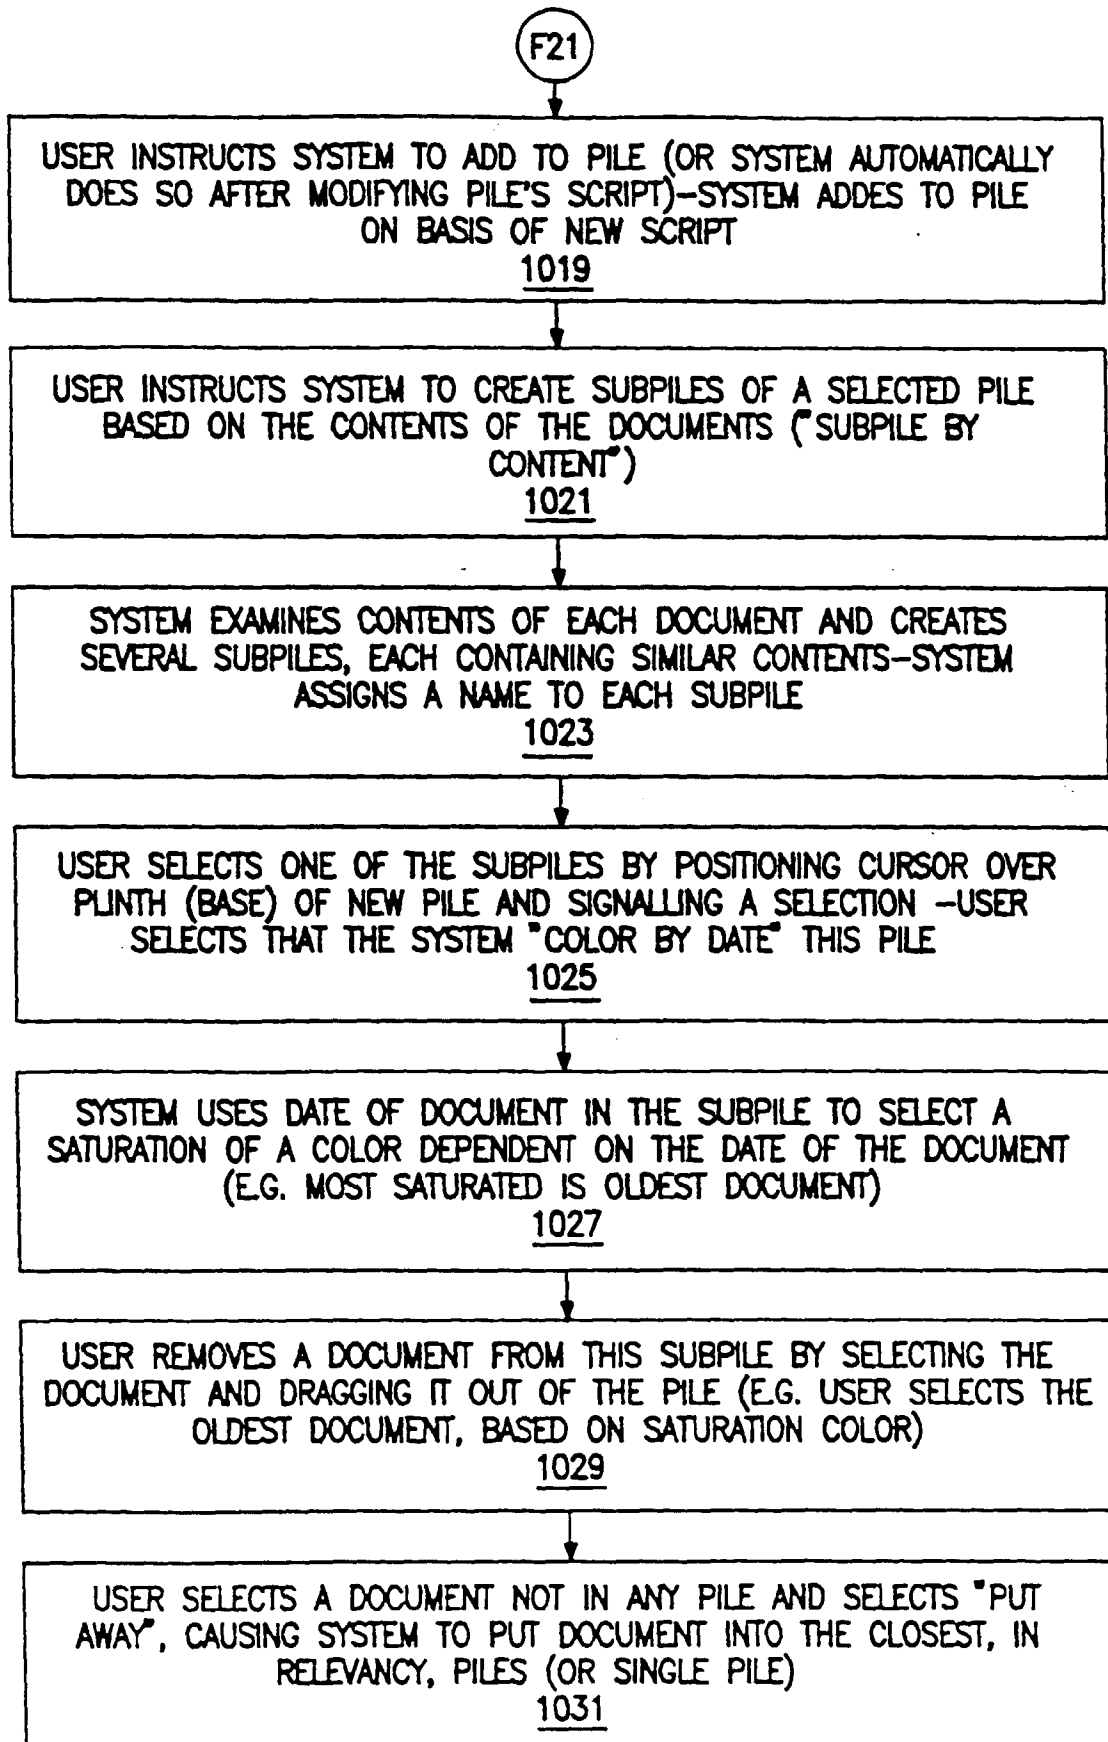 F21
USER INSTRUCTS SYSTEM TO ADD TO PILE (OR SYSTEM AUTOMATICALLY
DOES SO AFTER MODIFYING PILE'S SCRIPT)–SYSTEM ADDES TO PILE
ON BASIS OF NEW SCRIPT
1019
USER INSTRUCTS SYSTEM TO CREATE SUBPILES OF A SELECTED PILE
BASED ON THE CONTENTS OF THE DOCUMENTS ("SUBPILE BY
CONTENT")
1021
SYSTEM EXAMINES CONTENTS OF EACH DOCUMENT AND CREATES
SEVERAL SUBPILES, EACH CONTAINING SIMILAR CONTENTS–SYSTEM
ASSIGNS A NAME TO EACH SUBPILE
1023
USER SELECTS ONE OF THE SUBPILES BY POSITIONING CURSOR OVER
PLINTH (BASE) OF NEW PILE AND SIGNALLING A SELECTION –USER
SELECTS THAT THE SYSTEM "COLOR BY DATE" THIS PILE
1025
SYSTEM USES DATE OF DOCUMENT IN THE SUBPILE TO SELECT A
SATURATION OF A COLOR DEPENDENT ON THE DATE OF THE DOCUMENT
(E.G. MOST SATURATED IS OLDEST DOCUMENT)
1027
USER REMOVES A DOCUMENT FROM THIS SUBPILE BY SELECTING THE
DOCUMENT AND DRAGGING IT OUT OF THE PILE (E.G. USER SELECTS THE
OLDEST DOCUMENT, BASED ON SATURATION COLOR)
1029
USER SELECTS A DOCUMENT NOT IN ANY PILE AND SELECTS "PUT
AWAY", CAUSING SYSTEM TO PUT DOCUMENT INTO THE CLOSEST, IN
RELEVANCY, PILES (OR SINGLE PILE)
1031